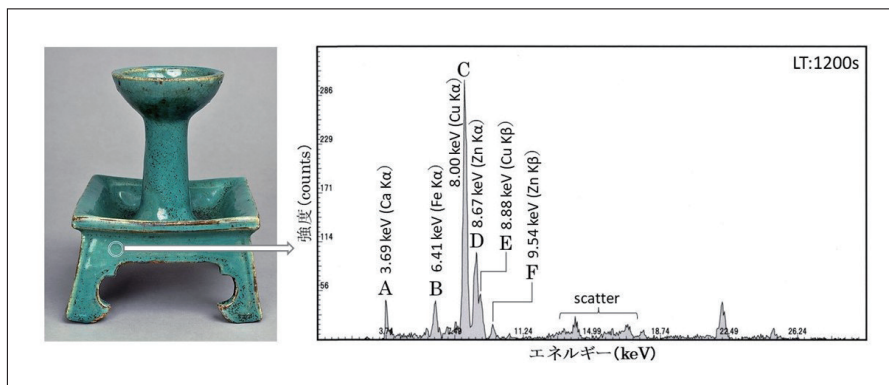 LT:1200s
強度(counts)
286
229
171
114
56
A 3.69 keV (Ca Kα)
B 6.41 keV (Fe Kα)
C 8.00 keV (Cu Kα)
D 8.67 keV (Zn Kα)
E 8.88 keV (Cu Kβ)
F 9.54 keV (Zn Kβ)
scatter
7.49 11.24 14.99 18.74 22.49 26.24
エネルギー(keV)